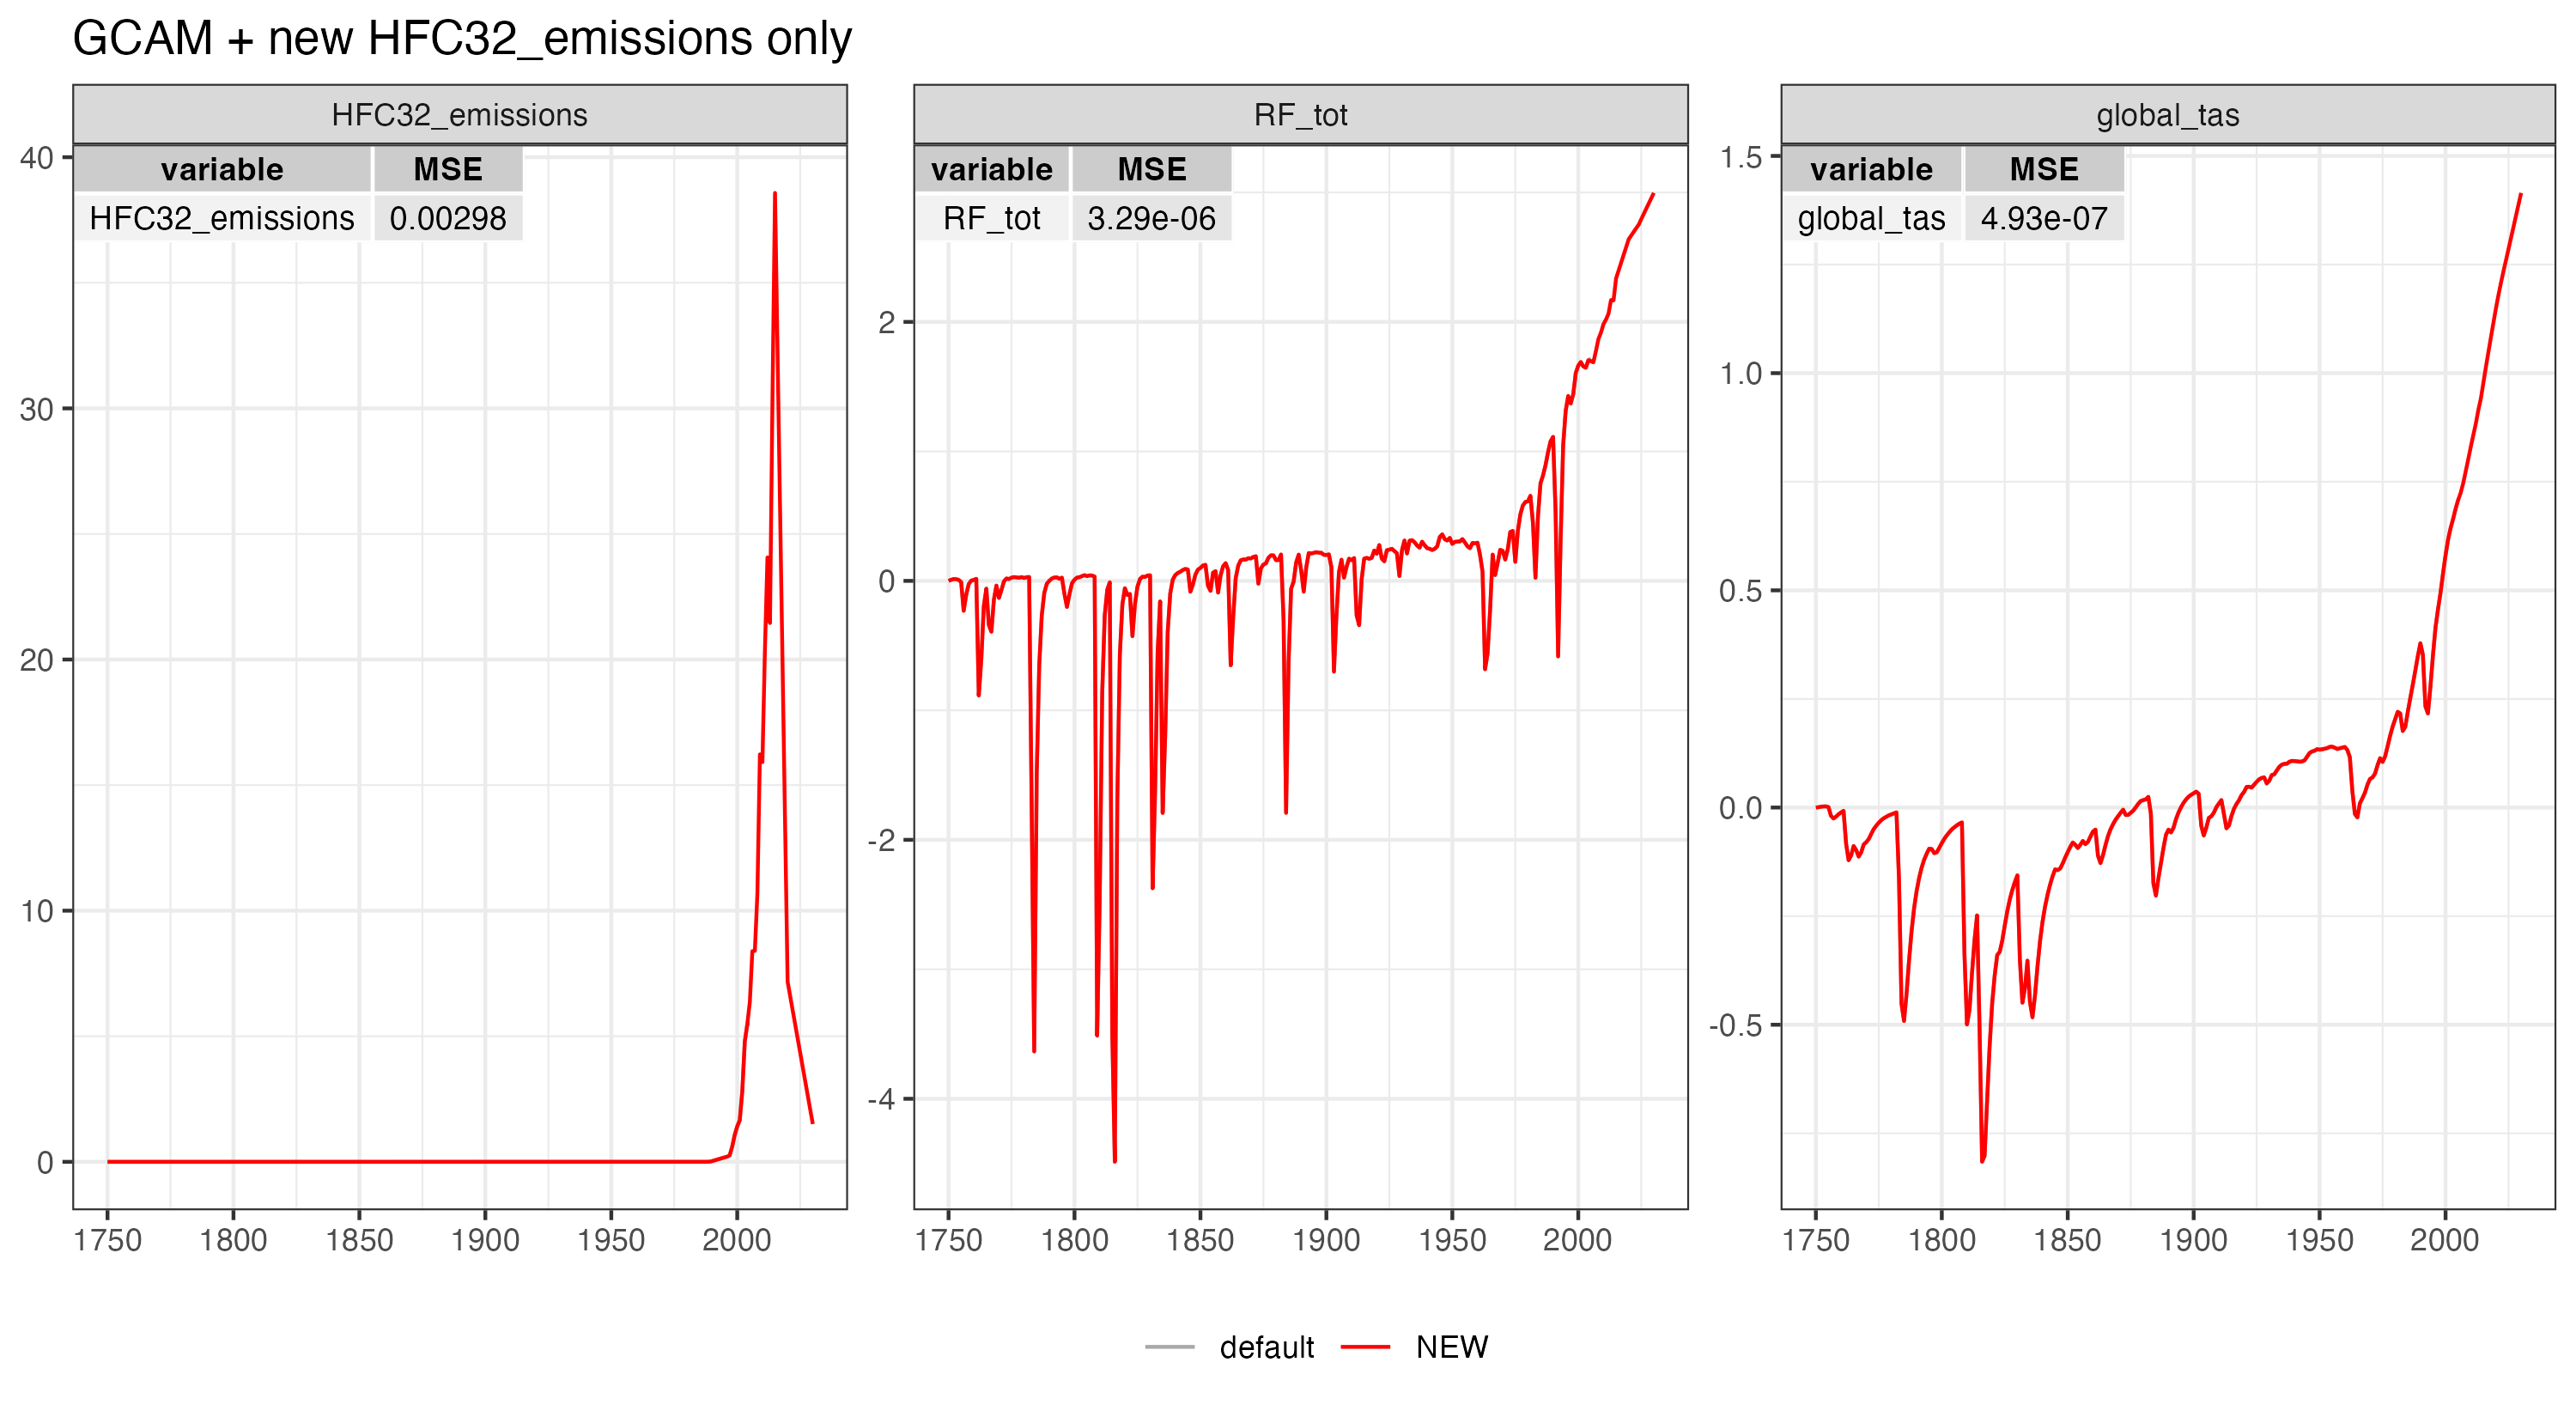 GCAM + new HFC32_emissions only
HFC32_emissions
variable MSE
HFC32_emissions 0.00298
40
30
20
10
0
1750 1800 1850 1900 1950 2000
RF_tot
variable MSE
RF_tot 3.29e-06
2
0
-2
-4
1750 1800 1850 1900 1950 2000
global_tas
variable MSE
global_tas 4.93e-07
1.5
1.0
0.5
0.0
-0.5
1750 1800 1850 1900 1950 2000
default NEW